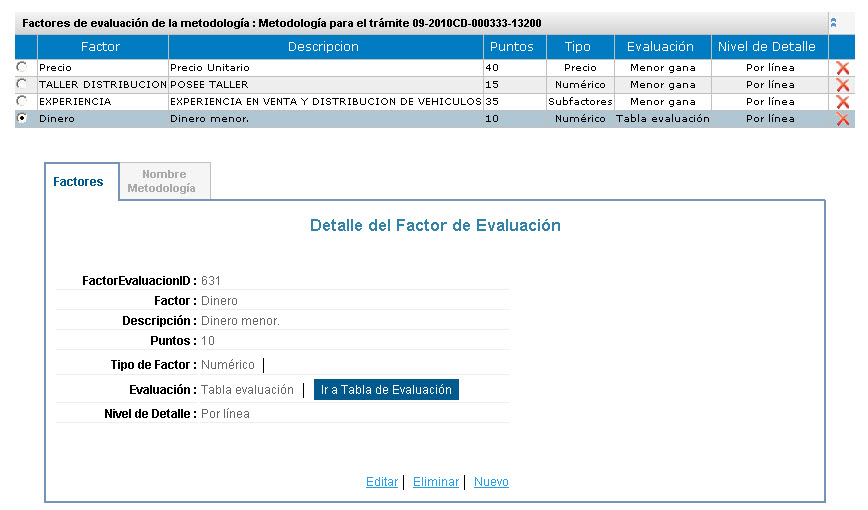 Factores de evaluación de la metodología : Metodología para el trámite 09-2010CD-000333-13200
Factor Descripcion Puntos Tipo Evaluación Nivel de Detalle
Precio Precio Unitario 40 Precio Menor gana Por línea
TALLER DISTRIBUCION POSEE TALLER 15 Numérico Menor gana Por línea
EXPERIENCIA EXPERIENCIA EN VENTA Y DISTRIBUCION DE VEHICULOS 35 Subfactores Menor gana Por línea
Dinero Dinero menor. 10 Numérico Tabla evaluación Por línea
Factores
Nombre
Metodología
Detalle del Factor de Evaluación
FactorEvaluacionID : 631
Factor : Dinero
Descripción : Dinero menor.
Puntos : 10
Tipo de Factor : Numérico
Evaluación : Tabla evaluación Ir a Tabla de Evaluación
Nivel de Detalle : Por línea
Editar Eliminar Nuevo